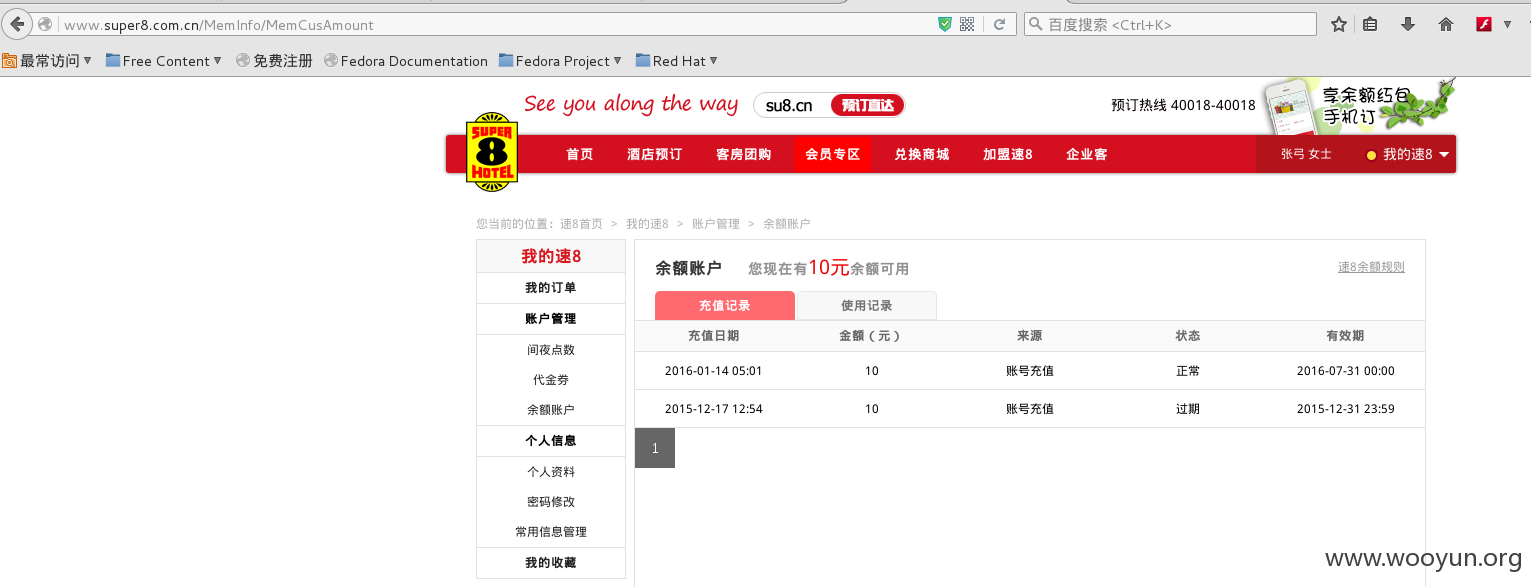 www.super8.com.cn/MemInfo/MemCusAmount
百度搜索 <Ctrl+K>
最常访问 Free Content 免费注册 Fedora Documentation Fedora Project Red Hat
See you along the way su8.cn 预订直达 预订热线 40018-40018 享余额红包
手机订
SUPER 8 HOTEL
首页 酒店预订 客房团购 会员专区 兑换商城 加盟速8 企业客 张弓 女士 我的速8
您当前的位置: 速8首页 > 我的速8 > 账户管理 > 余额账户
我的速8
我的订单
账户管理
间夜点数
代金券
余额账户
个人信息
个人资料
密码修改
常用信息管理
我的收藏
余额账户 您现在有10元余额可用 速8余额规则
充值记录 使用记录
充值日期 金额（元） 来源 状态 有效期
2016-01-14 05:01 10 账号充值 正常 2016-07-31 00:00
2015-12-17 12:54 10 账号充值 过期 2015-12-31 23:59
1
www.wooyun.org